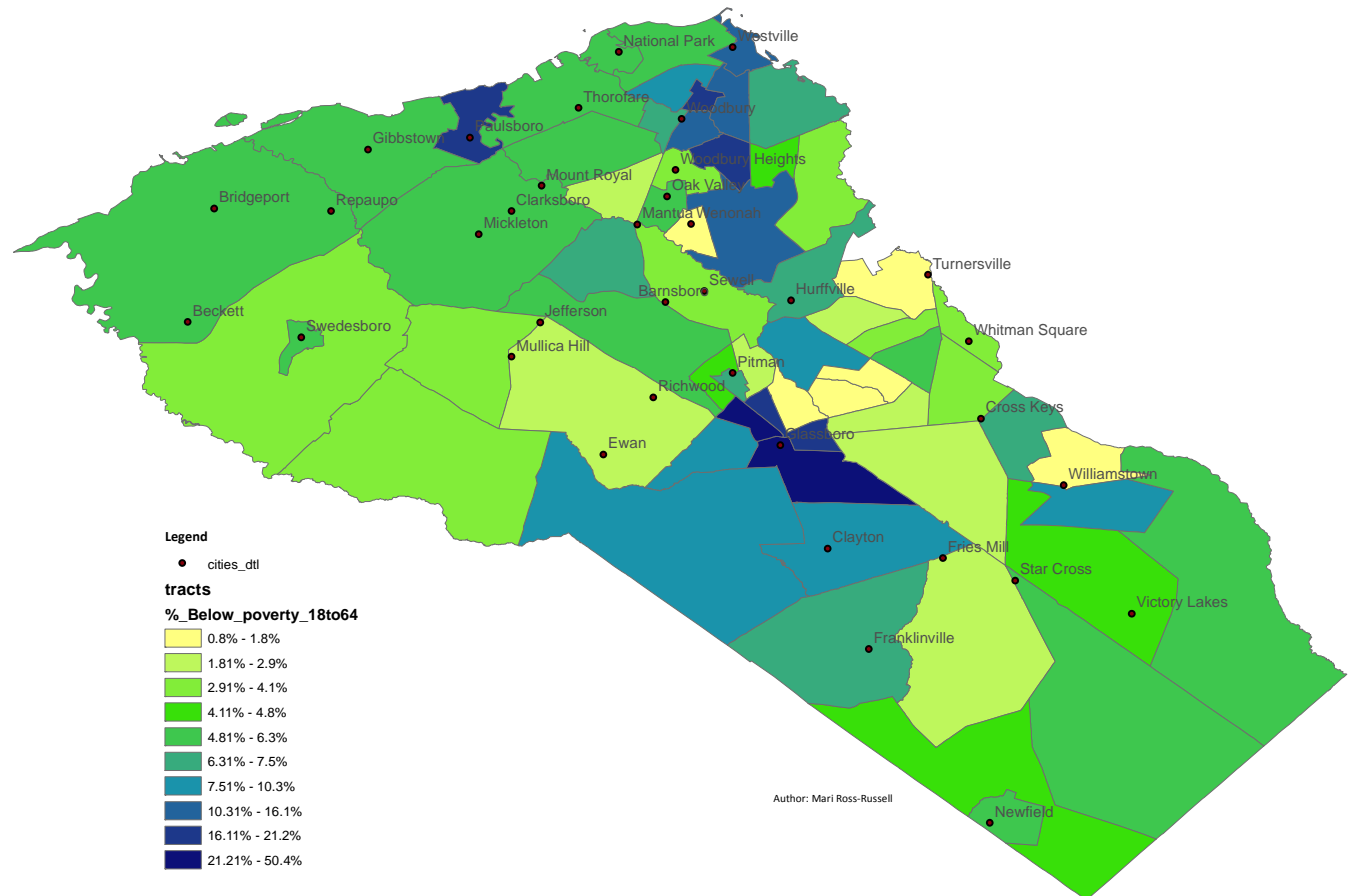 National Park
Westville
Thorofare
Woodbury
Paulsboro
Gibbstown
Woodbury Heights
Mount Royal
Oak Valley
Bridgeport
Repaupo
Clarksboro
Mantua
Wenonah
Mickleton
Turnersville
Sewell
Barnsboro
Hurffville
Beckett
Swedesboro
Jefferson
Whitman Square
Mullica Hill
Pitman
Richwood
Cross Keys
Glassboro
Ewan
Williamstown
Clayton
Fries Mill
Star Cross
Victory Lakes
Franklinville
Newfield
Legend
cities_dtl
tracts
%_Below_poverty_18to64
0.8% - 1.8%
1.81% - 2.9%
2.91% - 4.1%
4.11% - 4.8%
4.81% - 6.3%
6.31% - 7.5%
7.51% - 10.3%
10.31% - 16.1%
16.11% - 21.2%
21.21% - 50.4%
Author: Mari Ross-Russell